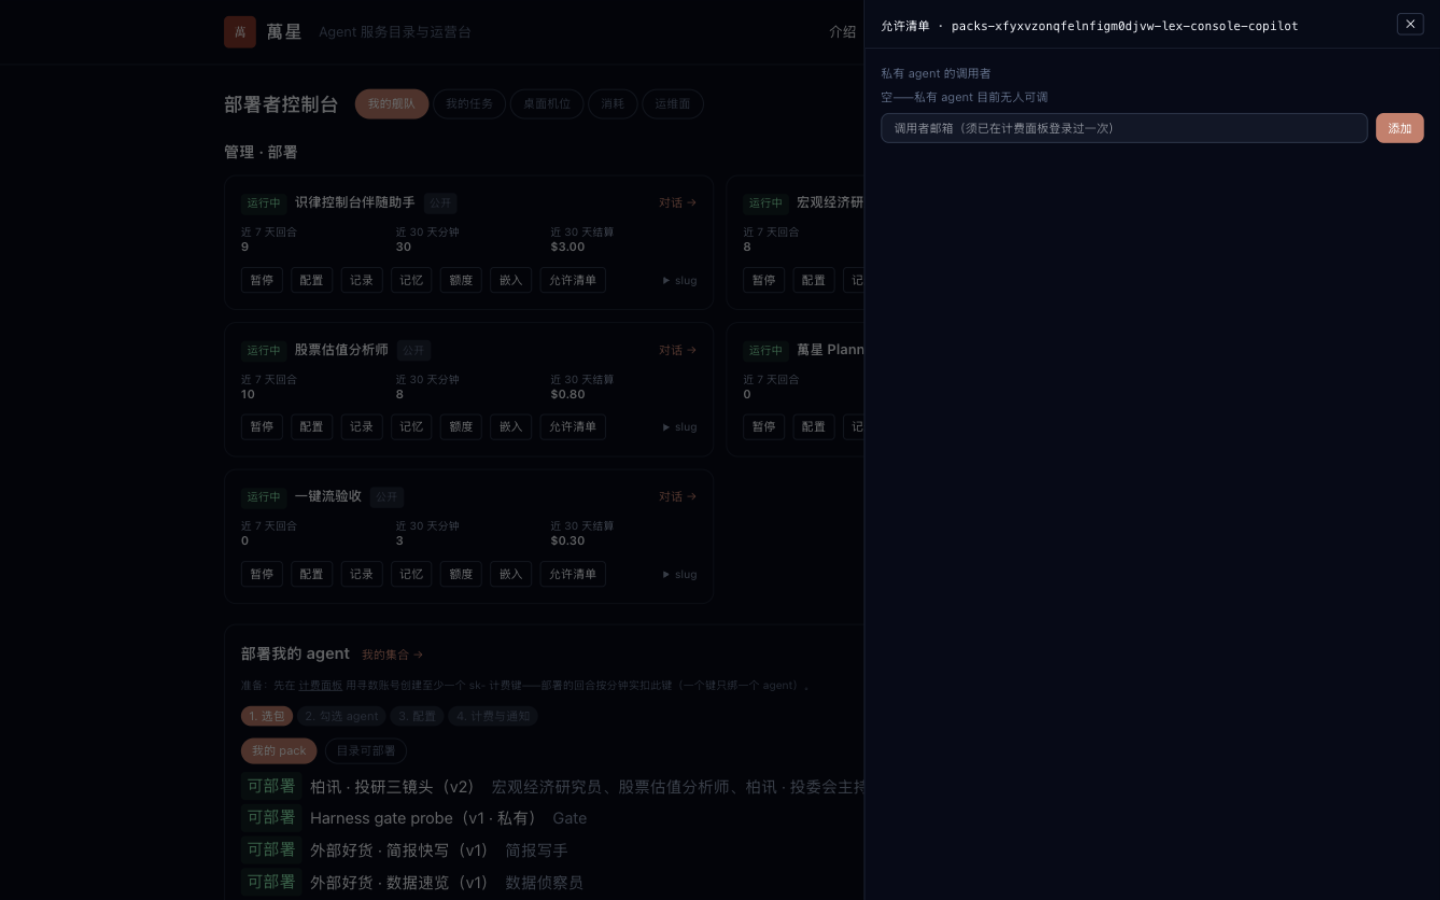 萬 萬星 Agent 服务目录与运营台 介绍
部署者控制台 我的舰队 我的任务 桌面机位 消耗 运维面
管理 · 部署
运行中 识律控制台伴随助手 公开 对话 →
近 7 天回合 近 30 天分钟 近 30 天结算
9 30 $3.00
暂停 配置 记录 记忆 额度 嵌入 允许清单 ▶ slug
运行中 宏观经济研
近 7 天回合
8
暂停 配置 记
运行中 股票估值分析师 公开 对话 →
近 7 天回合 近 30 天分钟 近 30 天结算
10 8 $0.80
暂停 配置 记录 记忆 额度 嵌入 允许清单 ▶ slug
运行中 萬星 Plann
近 7 天回合
0
暂停 配置 记
运行中 一键流验收 公开 对话 →
近 7 天回合 近 30 天分钟 近 30 天结算
0 3 $0.30
暂停 配置 记录 记忆 额度 嵌入 允许清单 ▶ slug
部署我的 agent 我的集合 →
准备：先在 计费面板 用寻数账号创建至少一个 sk- 计费键——部署的回合按分钟实扣此键（一个键只绑一个 agent）。
1. 选包 2. 勾选 agent 3. 配置 4. 计费与通知
我的 pack 目录可部署
可部署 柏讯 · 投研三镜头（v2） 宏观经济研究员、股票估值分析师、柏讯 · 投委会主持
可部署 Harness gate probe（v1 · 私有） Gate
可部署 外部好货 · 简报快写（v1） 简报写手
可部署 外部好货 · 数据速览（v1） 数据侦察员
允许清单 · packs-xfyxvzonqfelnfigm0djvw-lex-console-copilot ✕
私有 agent 的调用者
空——私有 agent 目前无人可调
调用者邮箱（须已在计费面板登录过一次） 添加